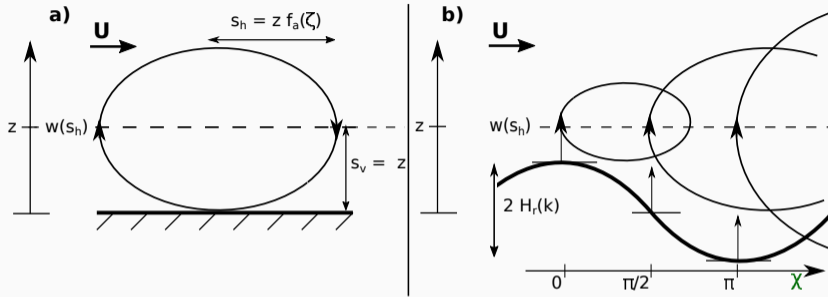 a)
U
s_h = z f_a(ζ)
z
w(s_h)
s_v = z
b)
U
z
w(s_h)
2 H_r(k)
0
π/2
π
χ